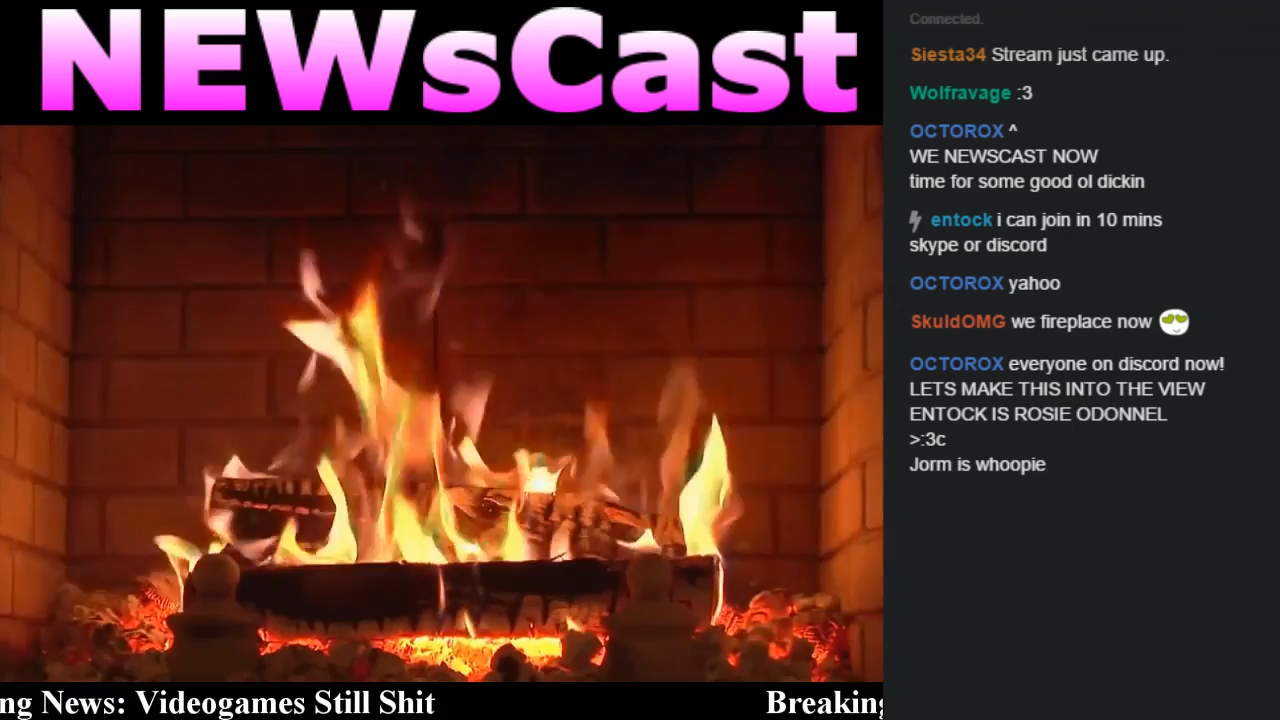 NEWsCast
Connected.
Siesta34 Stream just came up.
Wolfravage :3
OCTOROX ^
WE NEWSCAST NOW
time for some good ol dickin
entock i can join in 10 mins
skype or discord
OCTOROX yahoo
SkuldOMG we fireplace now
OCTOROX everyone on discord now!
LETS MAKE THIS INTO THE VIEW
ENTOCK IS ROSIE ODONNEL
>:3c
Jorm is whoopie
ng News: Videogames Still Shit Breaking